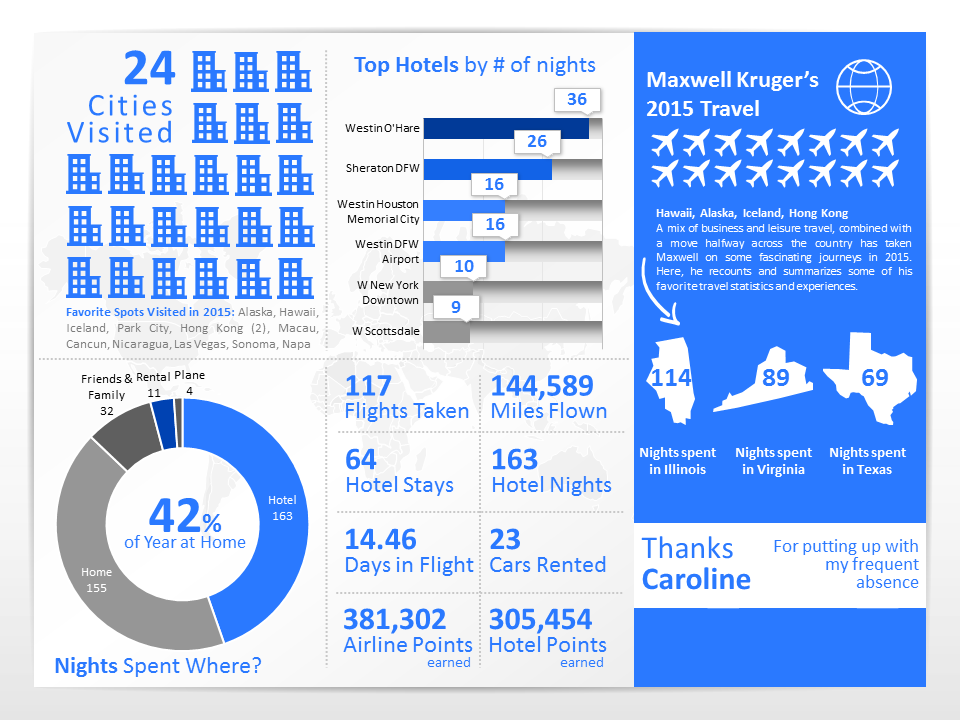 24
Cities
Visited
Favorite Spots Visited in 2015: Alaska, Hawaii,
Iceland, Park City, Hong Kong (2), Macau,
Cancun, Nicaragua, Las Vegas, Sonoma, Napa
Top Hotels by # of nights
36
Westin O'Hare
26
Sheraton DFW
16
Westin Houston
Memorial City
16
Westin DFW
Airport
10
W New York
Downtown
9
W Scottsdale
Maxwell Kruger's
2015 Travel
Hawaii, Alaska, Iceland, Hong Kong
A mix of business and leisure travel, combined with
a move halfway across the country has taken
Maxwell on some fascinating journeys in 2015.
Here, he recounts and summarizes some of his
favorite travel statistics and experiences.
114
89
69
Nights spent
in Illinois
Nights spent
in Virginia
Nights spent
in Texas
Friends &
Family
32
Rental
11
Plane
4
Hotel
163
42%
of Year at Home
Home
155
Nights Spent Where?
117
Flights Taken
144,589
Miles Flown
64
Hotel Stays
163
Hotel Nights
14.46
Days in Flight
23
Cars Rented
381,302
Airline Points
earned
305,454
Hotel Points
earned
Thanks
Caroline
For putting up with
my frequent
absence